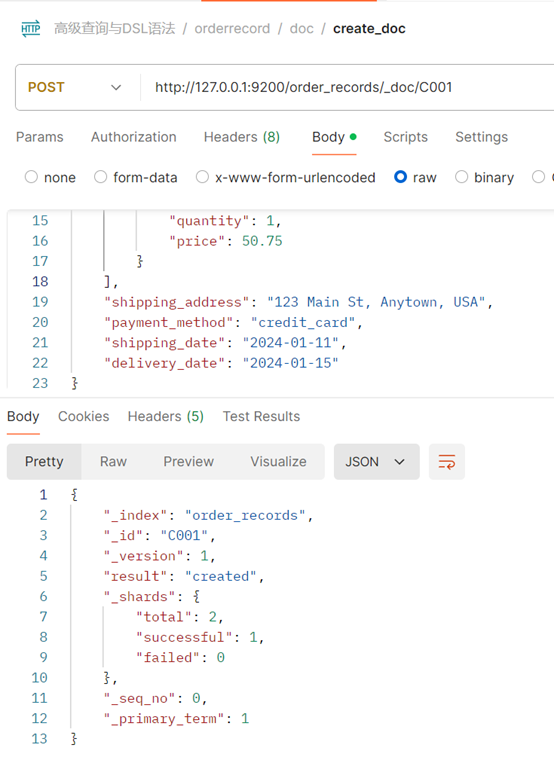 HTTP 高级查询与DSL语法 / orderrecord / doc / create_doc
POST http://127.0.0.1:9200/order_records/_doc/C001
Params Authorization Headers (8) Body Scripts Settings
none form-data x-www-form-urlencoded raw binary
15 "quantity": 1,
16 "price": 50.75
17 }
18 ],
19 "shipping_address": "123 Main St, Anytown, USA",
20 "payment_method": "credit_card",
21 "shipping_date": "2024-01-11",
22 "delivery_date": "2024-01-15"
23 }
Body Cookies Headers (5) Test Results
Pretty Raw Preview Visualize JSON
1 {
2 "_index": "order_records",
3 "_id": "C001",
4 "_version": 1,
5 "result": "created",
6 "_shards": {
7 "total": 2,
8 "successful": 1,
9 "failed": 0
10 },
11 "_seq_no": 0,
12 "_primary_term": 1
13 }